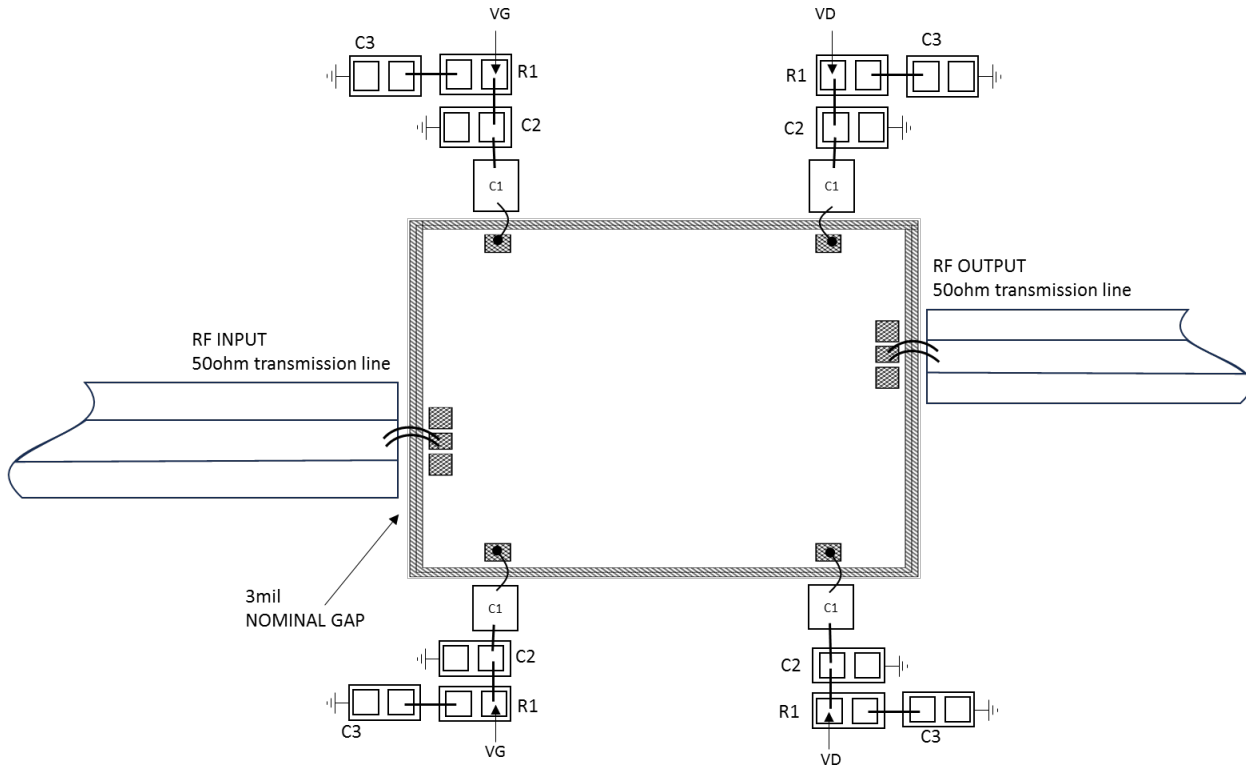 VG
VD
C3
C3
R1
R1
C2
C2
C1
C1
RF OUTPUT
50ohm transmission line
RF INPUT
50ohm transmission line
3mil
NOMINAL GAP
C1
C1
C2
C2
R1
R1
C3
C3
VG
VD